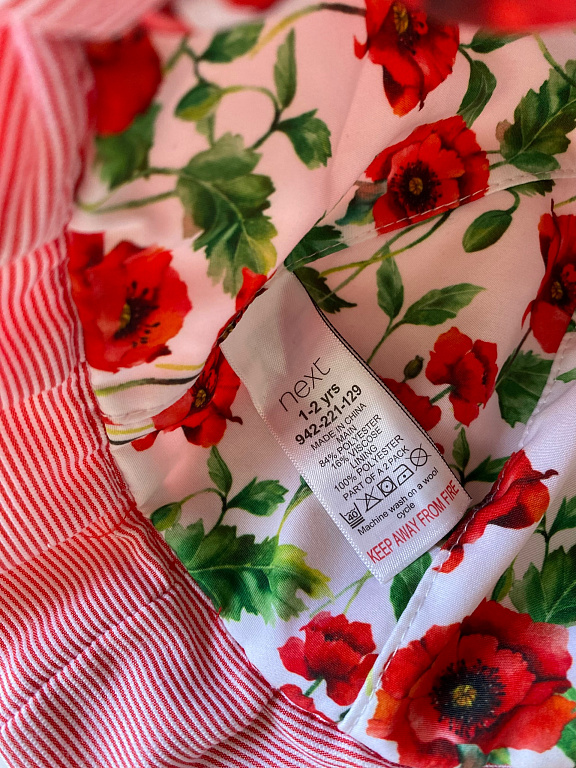 next
1-2 yrs
942-221-129
MADE IN CHINA
MAIN
84% POLYESTER
16% VISCOSE
LINING
100% POLYESTER
PART OF A 2 PACK
40
Machine wash on a wool
cycle
KEEP AWAY FROM FIRE